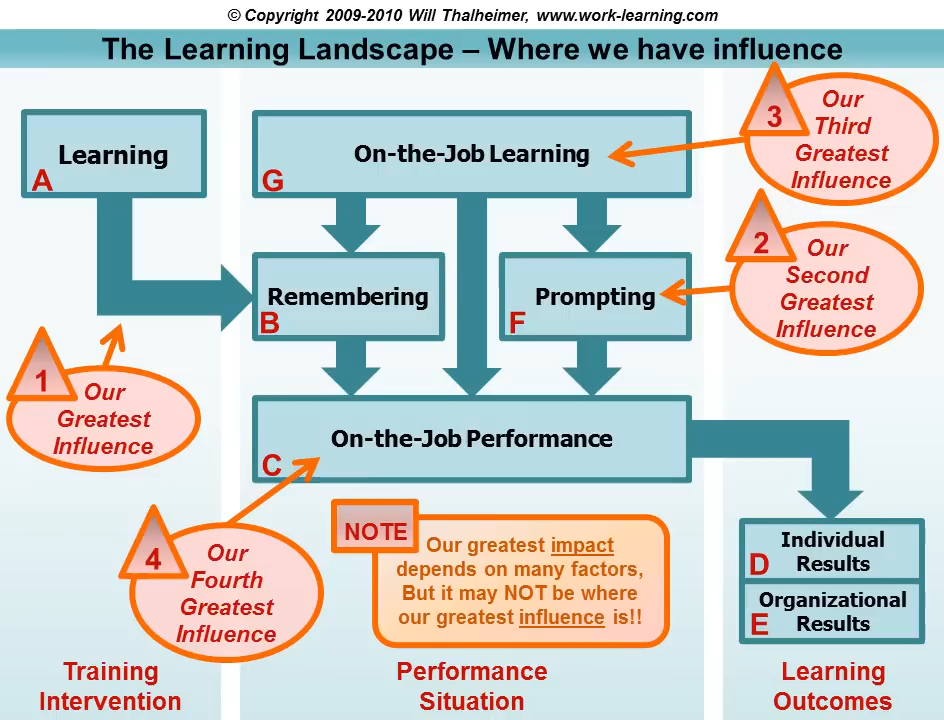 © Copyright 2009-2010 Will Thalheimer, www.work-learning.com
The Learning Landscape – Where we have influence
Learning
A
On-the-Job Learning
G
3
Our
Third
Greatest
Influence
2
Our
Second
Greatest
Influence
Remembering
B
Prompting
F
1
Our
Greatest
Influence
On-the-Job Performance
C
4
Our
Fourth
Greatest
Influence
NOTE
Our greatest impact
depends on many factors,
But it may NOT be where
our greatest influence is!!
Individual
Results
D
Organizational
Results
E
Training
Intervention
Performance
Situation
Learning
Outcomes